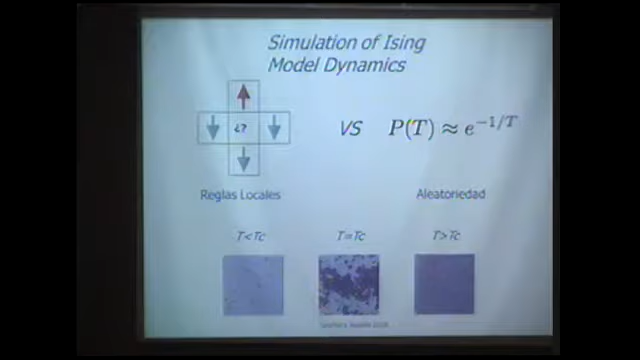 Simulation of Ising
Model Dynamics
¿?
VS
P(T) ≈ e^{-1/T}
Reglas Locales
Aleatoriedad
T<Tc
T=Tc
T>Tc